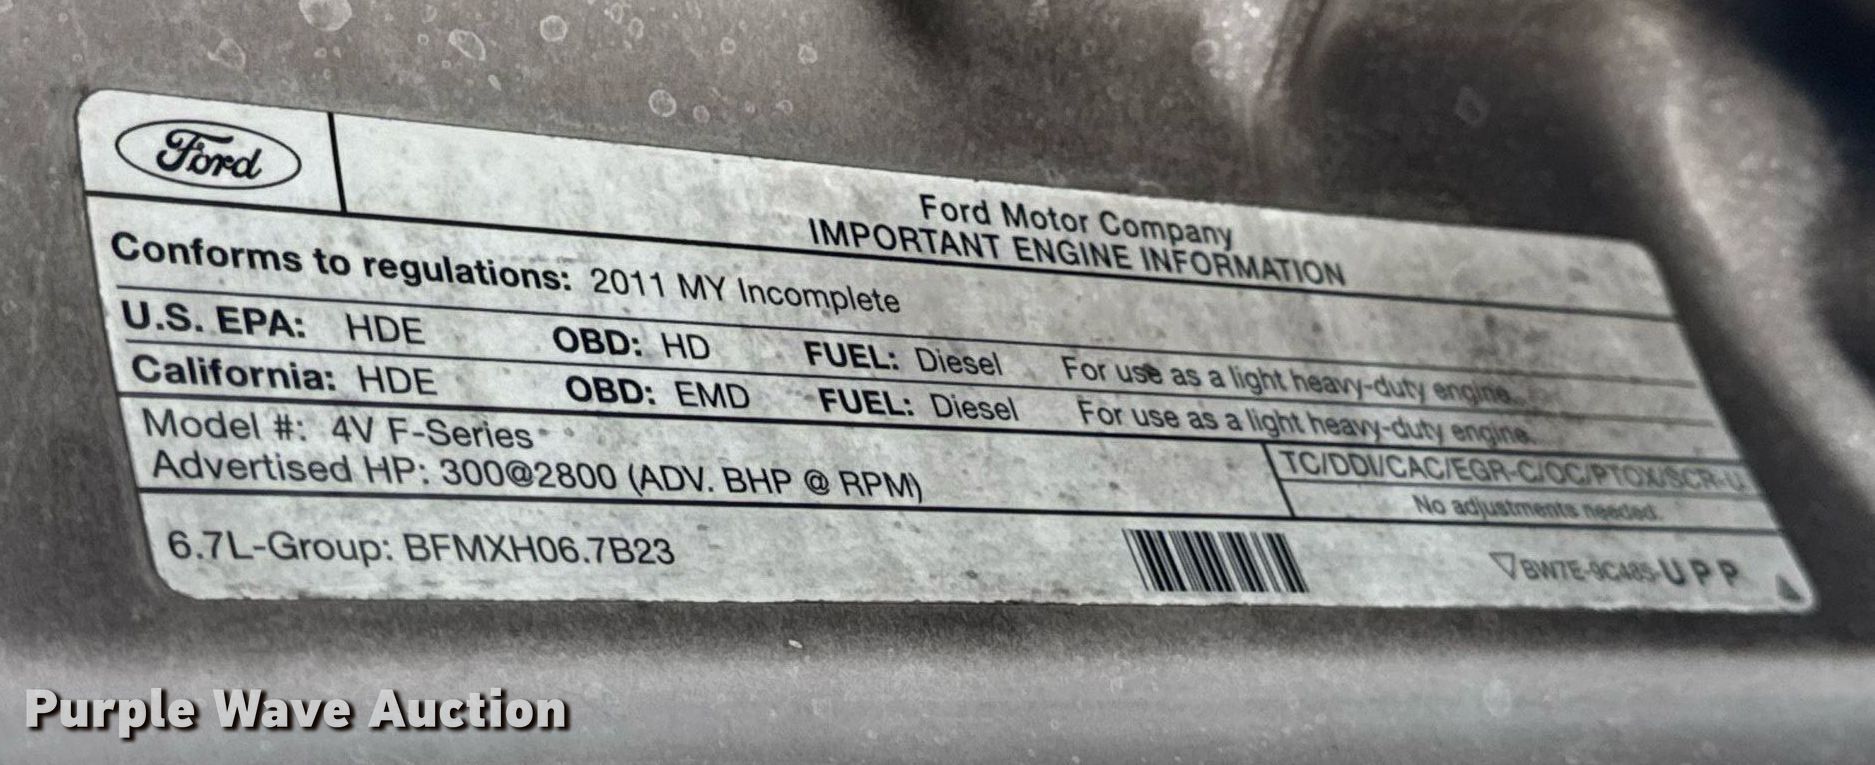 Ford
Ford Motor Company
IMPORTANT ENGINE INFORMATION
Conforms to regulations: 2011 MY Incomplete
U.S. EPA: HDE OBD: HD FUEL: Diesel For use as a light heavy-duty engine.
California: HDE OBD: EMD FUEL: Diesel For use as a light heavy-duty engine.
Model #: 4V F-Series
TC/DDI/CAC/EGR-C/OC/PTOX/SCR-U
Advertised HP: 300@2800 (ADV. BHP @ RPM)
No adjustments needed.
6.7L-Group: BFMXH06.7B23
BW7E-9C485-UPP
Purple Wave Auction